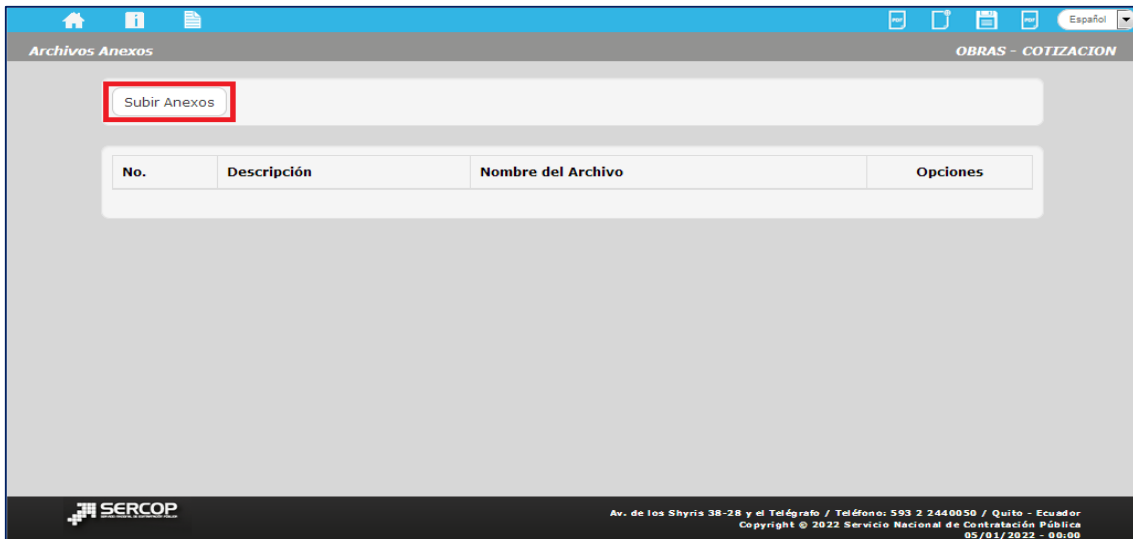 Español
Archivos Anexos
OBRAS - COTIZACION
Subir Anexos
No. Descripción Nombre del Archivo Opciones
SERCOP
Av. de los Shyris 38-28 y el Telégrafo / Teléfono: 593 2 2440050 / Quito - Ecuador
Copyright © 2022 Servicio Nacional de Contratación Pública
05/01/2022 - 00:00